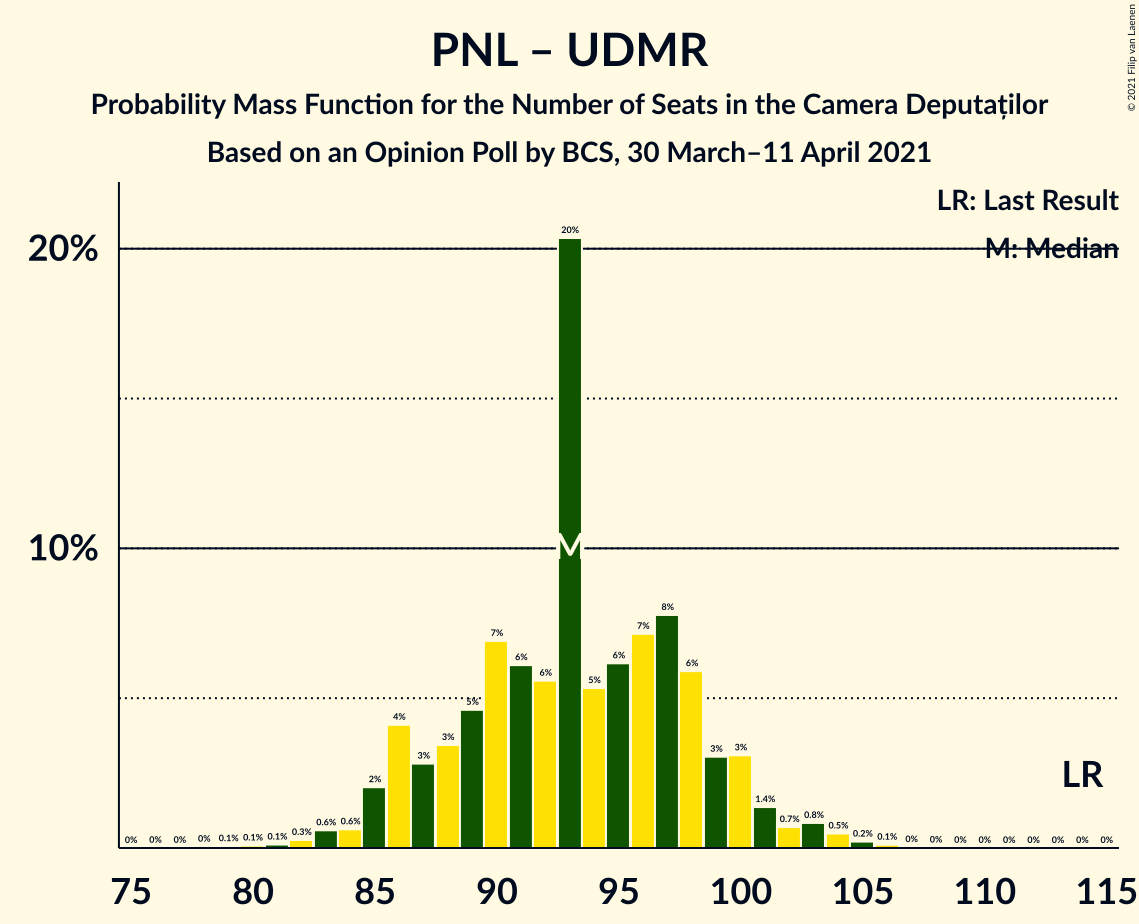 PNL – UDMR
Probability Mass Function for the Number of Seats in the Camera Deputaților
Based on an Opinion Poll by BCS, 30 March–11 April 2021
© 2021 Filip van Laenen
LR: Last Result
M: Median
20%
10%
0% 0% 0% 0% 0.1% 0.1% 0.1% 0.3% 0.6% 0.6% 2% 4% 3% 3% 5% 7% 6% 6% 20% 5% 6% 7% 8% 6% 3% 3% 1.4% 0.7% 0.8% 0.5% 0.2% 0.1% 0% 0% 0% 0% 0% 0% 0% 0% 0%
M
LR
75 80 85 90 95 100 105 110 115